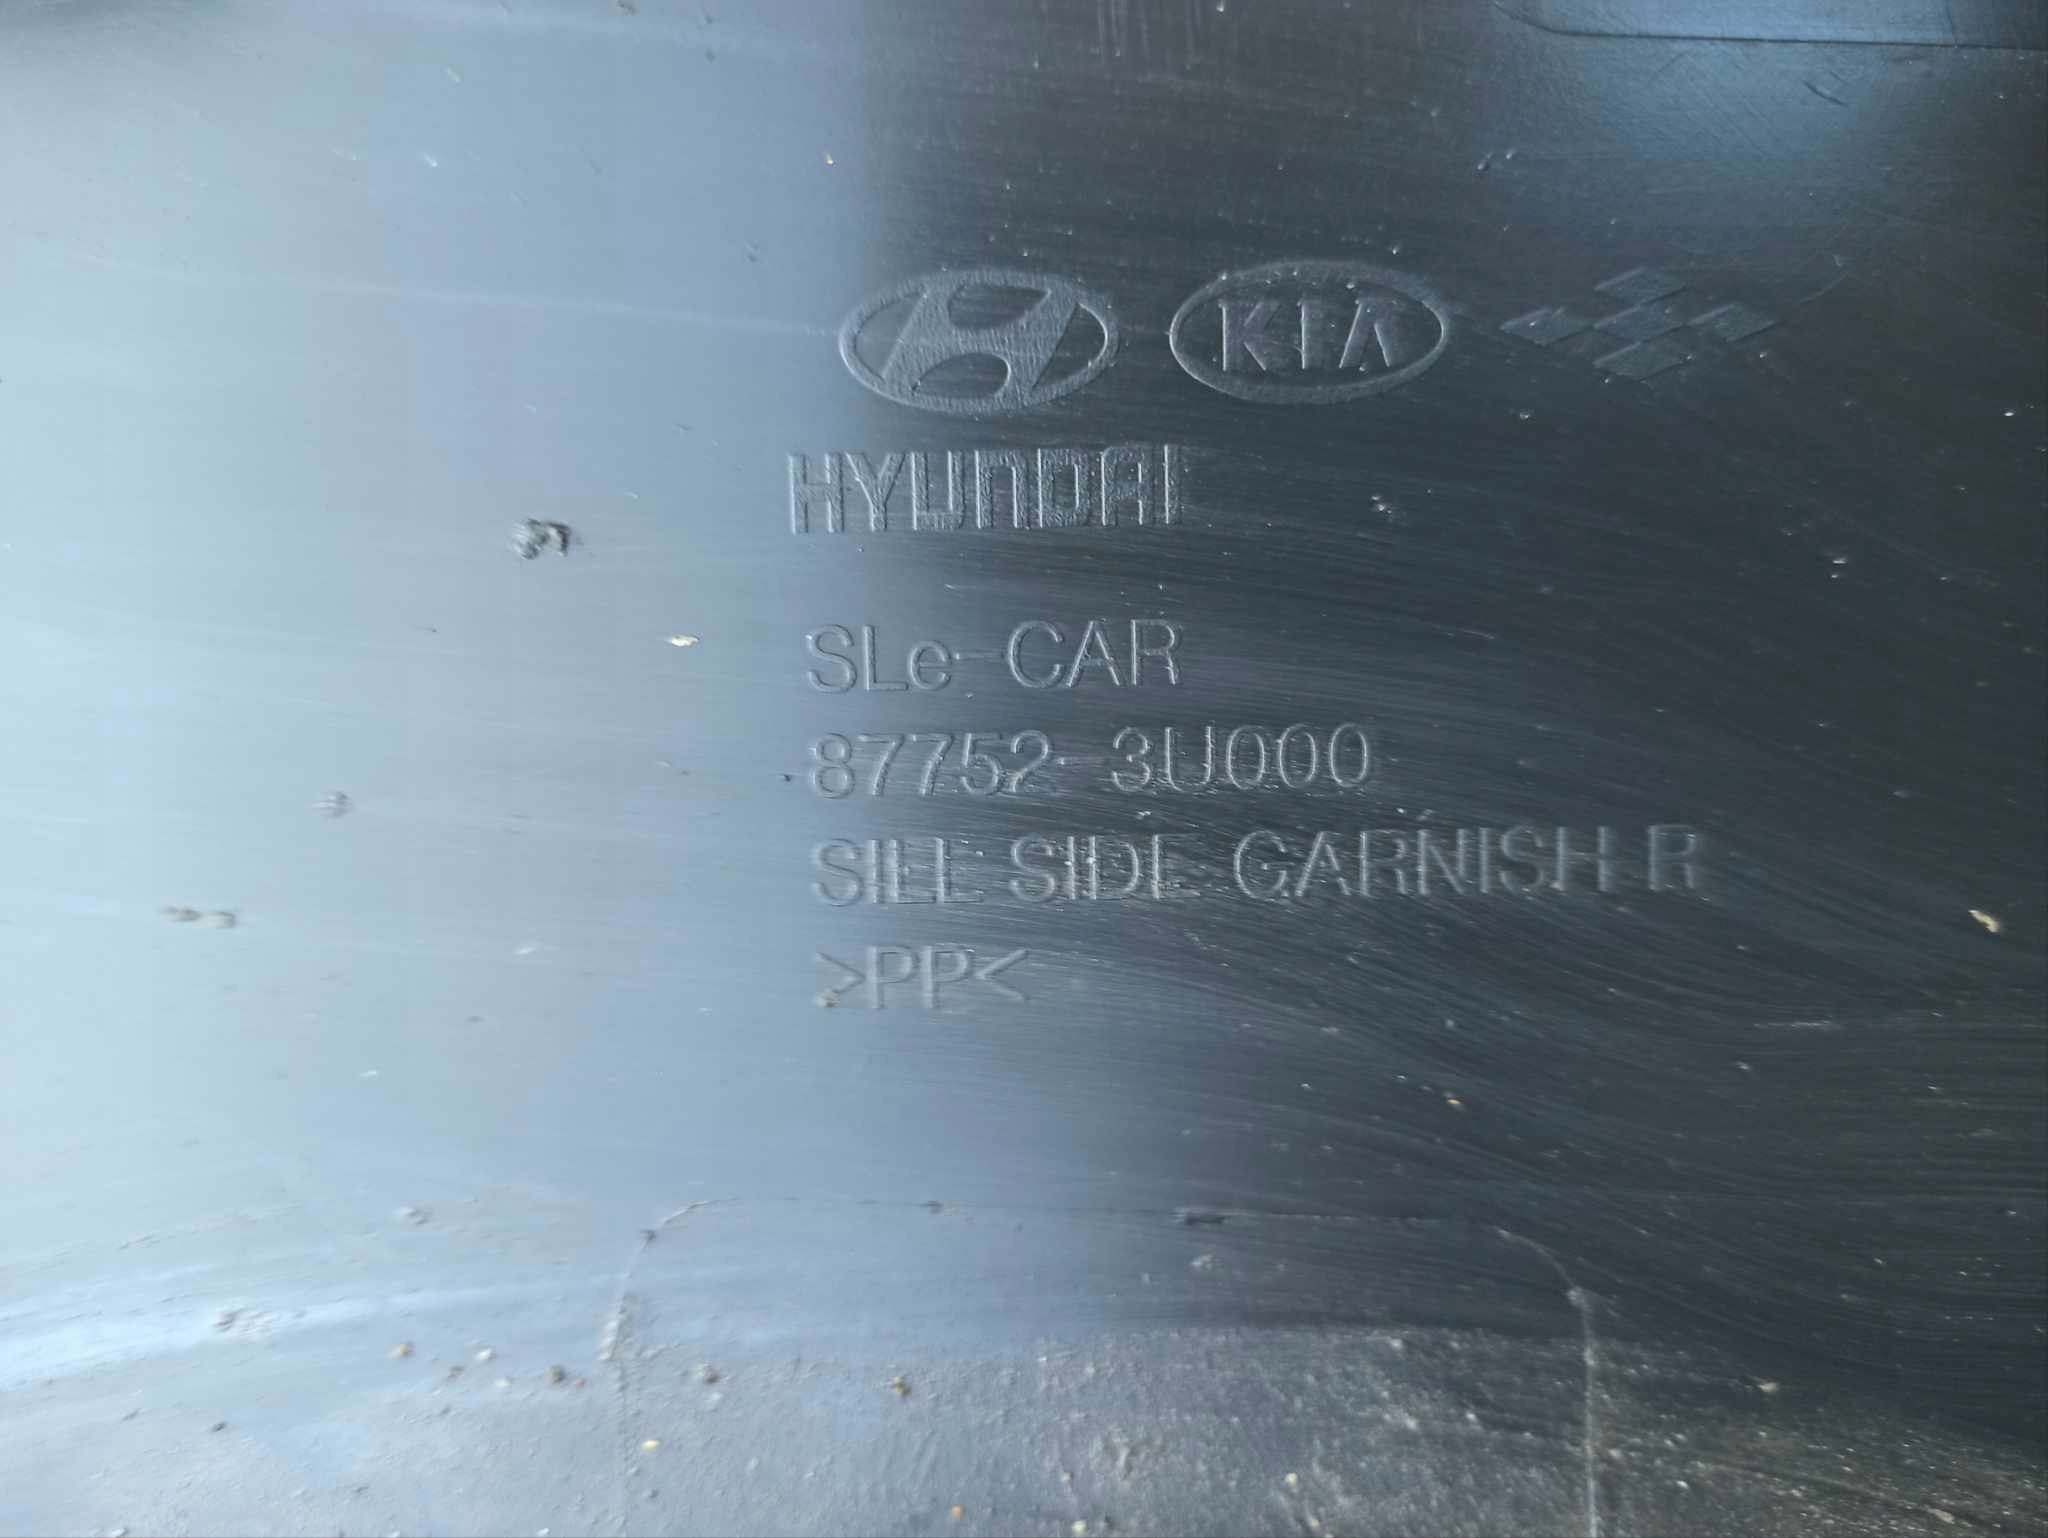 KIA
HYUNDAI
SLe-CAR
87752-3U000
SILL SIDE GARNISH-R
>PP<